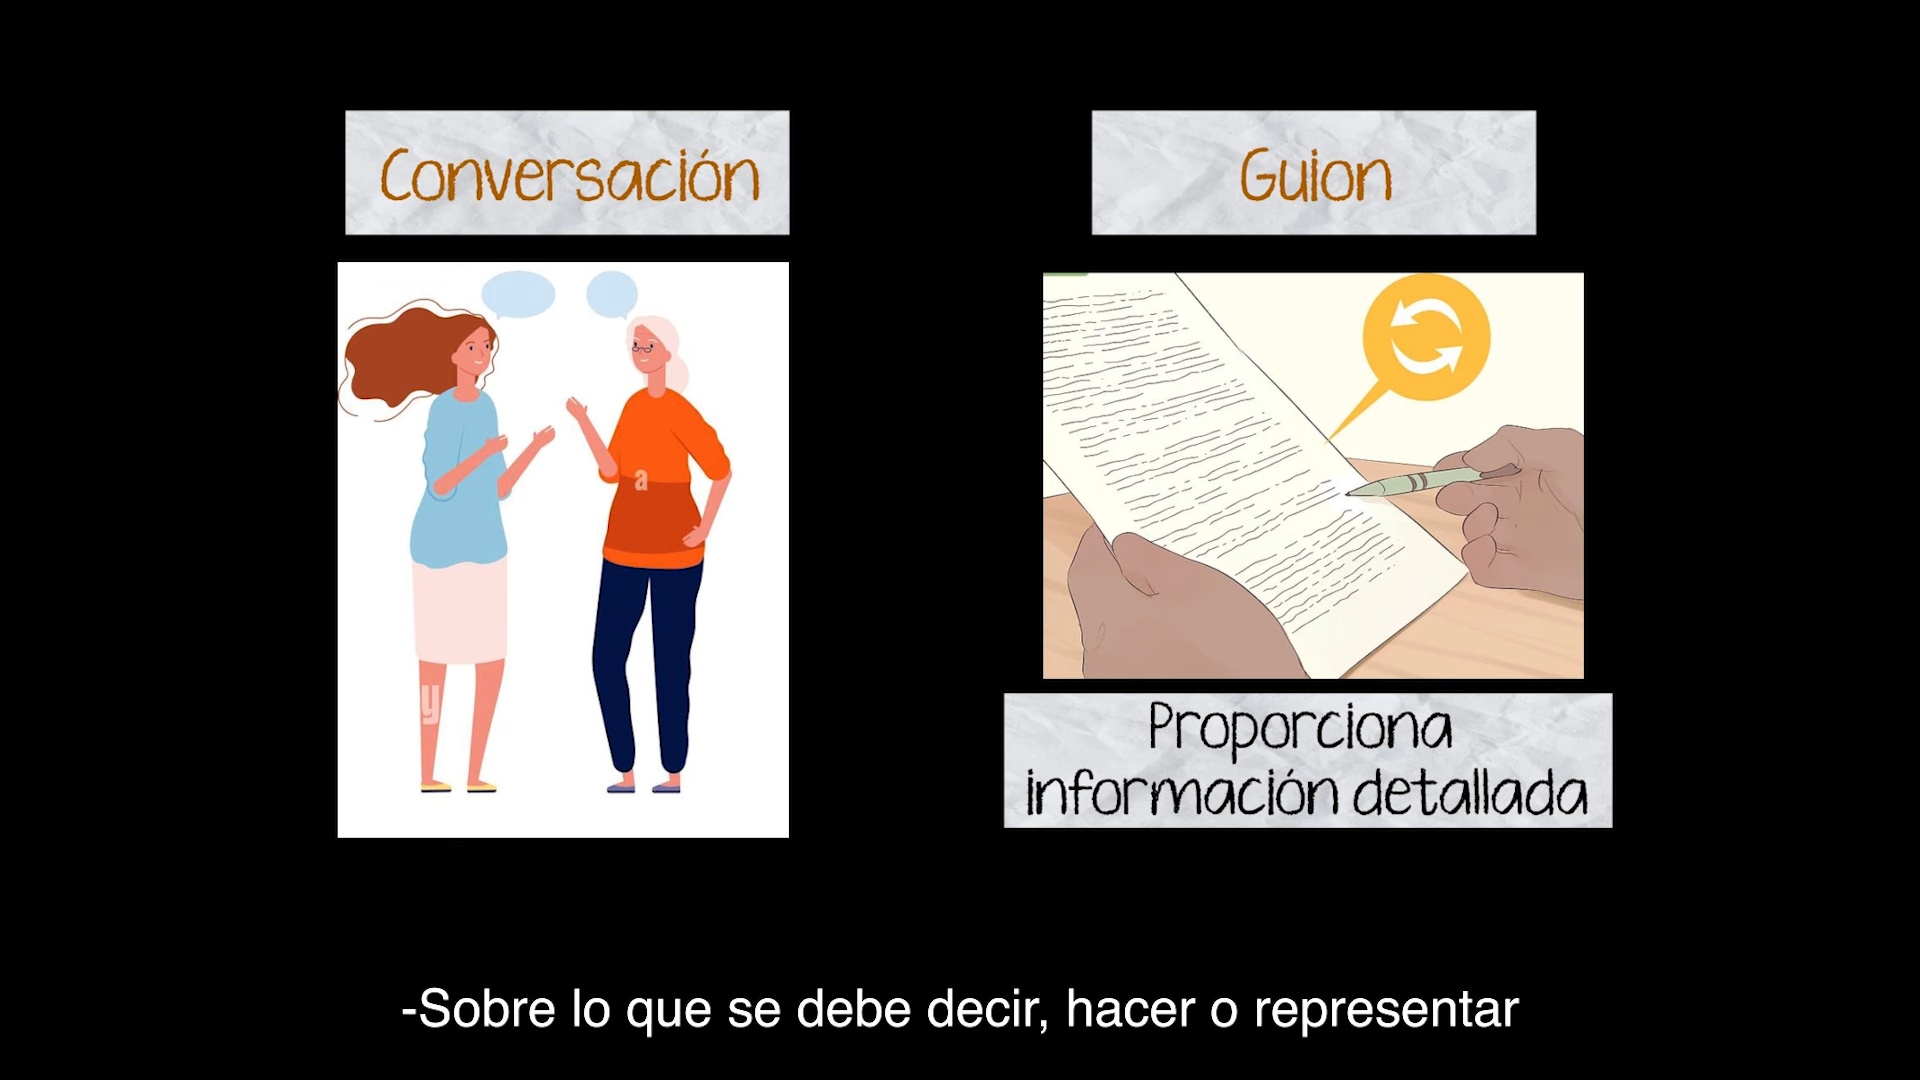 Conversación
Guion
a
y
Proporciona
información detallada
-Sobre lo que se debe decir, hacer o representar